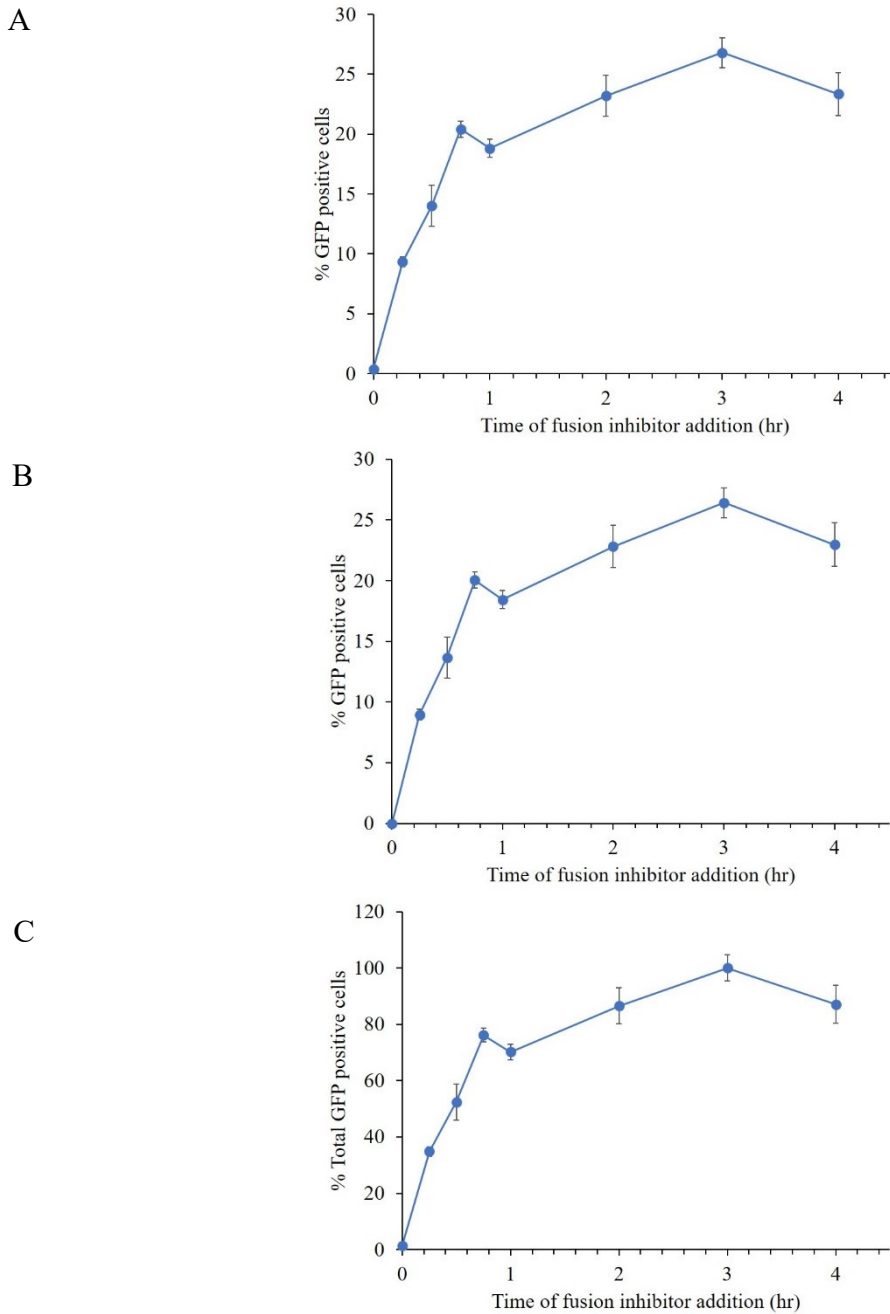 A
30
25
20
15
10
5
0
% GFP positive cells
0 1 2 3 4
Time of fusion inhibitor addition (hr)
B
30
25
20
15
10
5
0
% GFP positive cells
0 1 2 3 4
Time of fusion inhibitor addition (hr)
C
120
100
80
60
40
20
0
% Total GFP positive cells
0 1 2 3 4
Time of fusion inhibitor addition (hr)